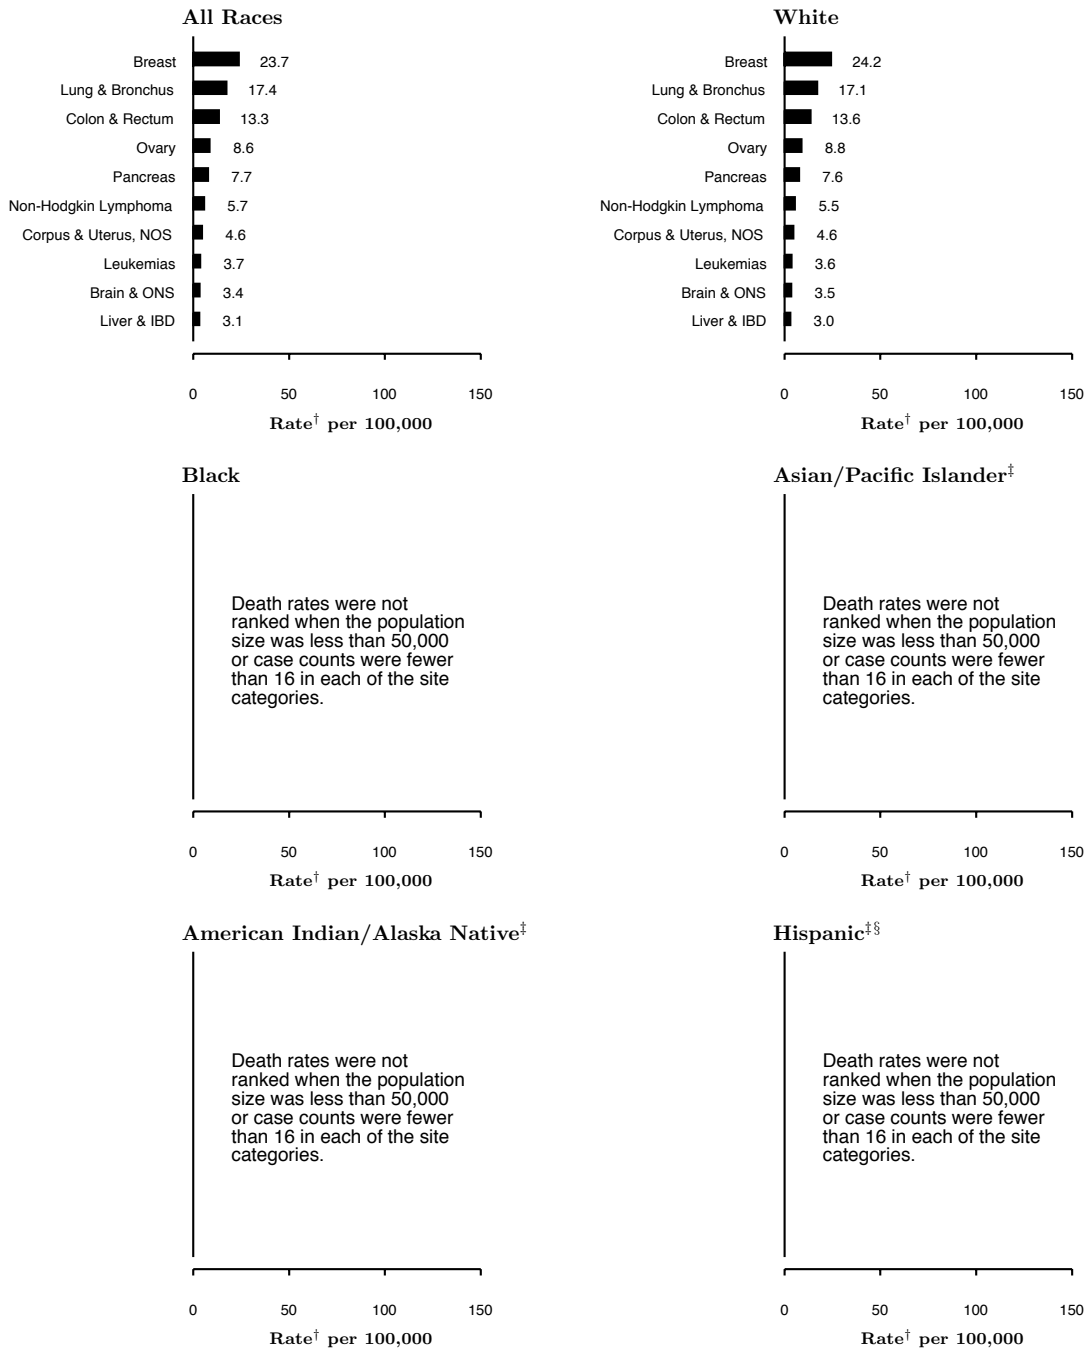 All Races
Breast 23.7
Lung & Bronchus 17.4
Colon & Rectum 13.3
Ovary 8.6
Pancreas 7.7
Non-Hodgkin Lymphoma 5.7
Corpus & Uterus, NOS 4.6
Leukemias 3.7
Brain & ONS 3.4
Liver & IBD 3.1
0 50 100 150
Rate† per 100,000
White
Breast 24.2
Lung & Bronchus 17.1
Colon & Rectum 13.6
Ovary 8.8
Pancreas 7.6
Non-Hodgkin Lymphoma 5.5
Corpus & Uterus, NOS 4.6
Leukemias 3.6
Brain & ONS 3.5
Liver & IBD 3.0
0 50 100 150
Rate† per 100,000
Black
Death rates were not
ranked when the population
size was less than 50,000
or case counts were fewer
than 16 in each of the site
categories.
0 50 100 150
Rate† per 100,000
Asian/Pacific Islander‡
Death rates were not
ranked when the population
size was less than 50,000
or case counts were fewer
than 16 in each of the site
categories.
0 50 100 150
Rate† per 100,000
American Indian/Alaska Native‡
Death rates were not
ranked when the population
size was less than 50,000
or case counts were fewer
than 16 in each of the site
categories.
0 50 100 150
Rate† per 100,000
Hispanic‡§
Death rates were not
ranked when the population
size was less than 50,000
or case counts were fewer
than 16 in each of the site
categories.
0 50 100 150
Rate† per 100,000